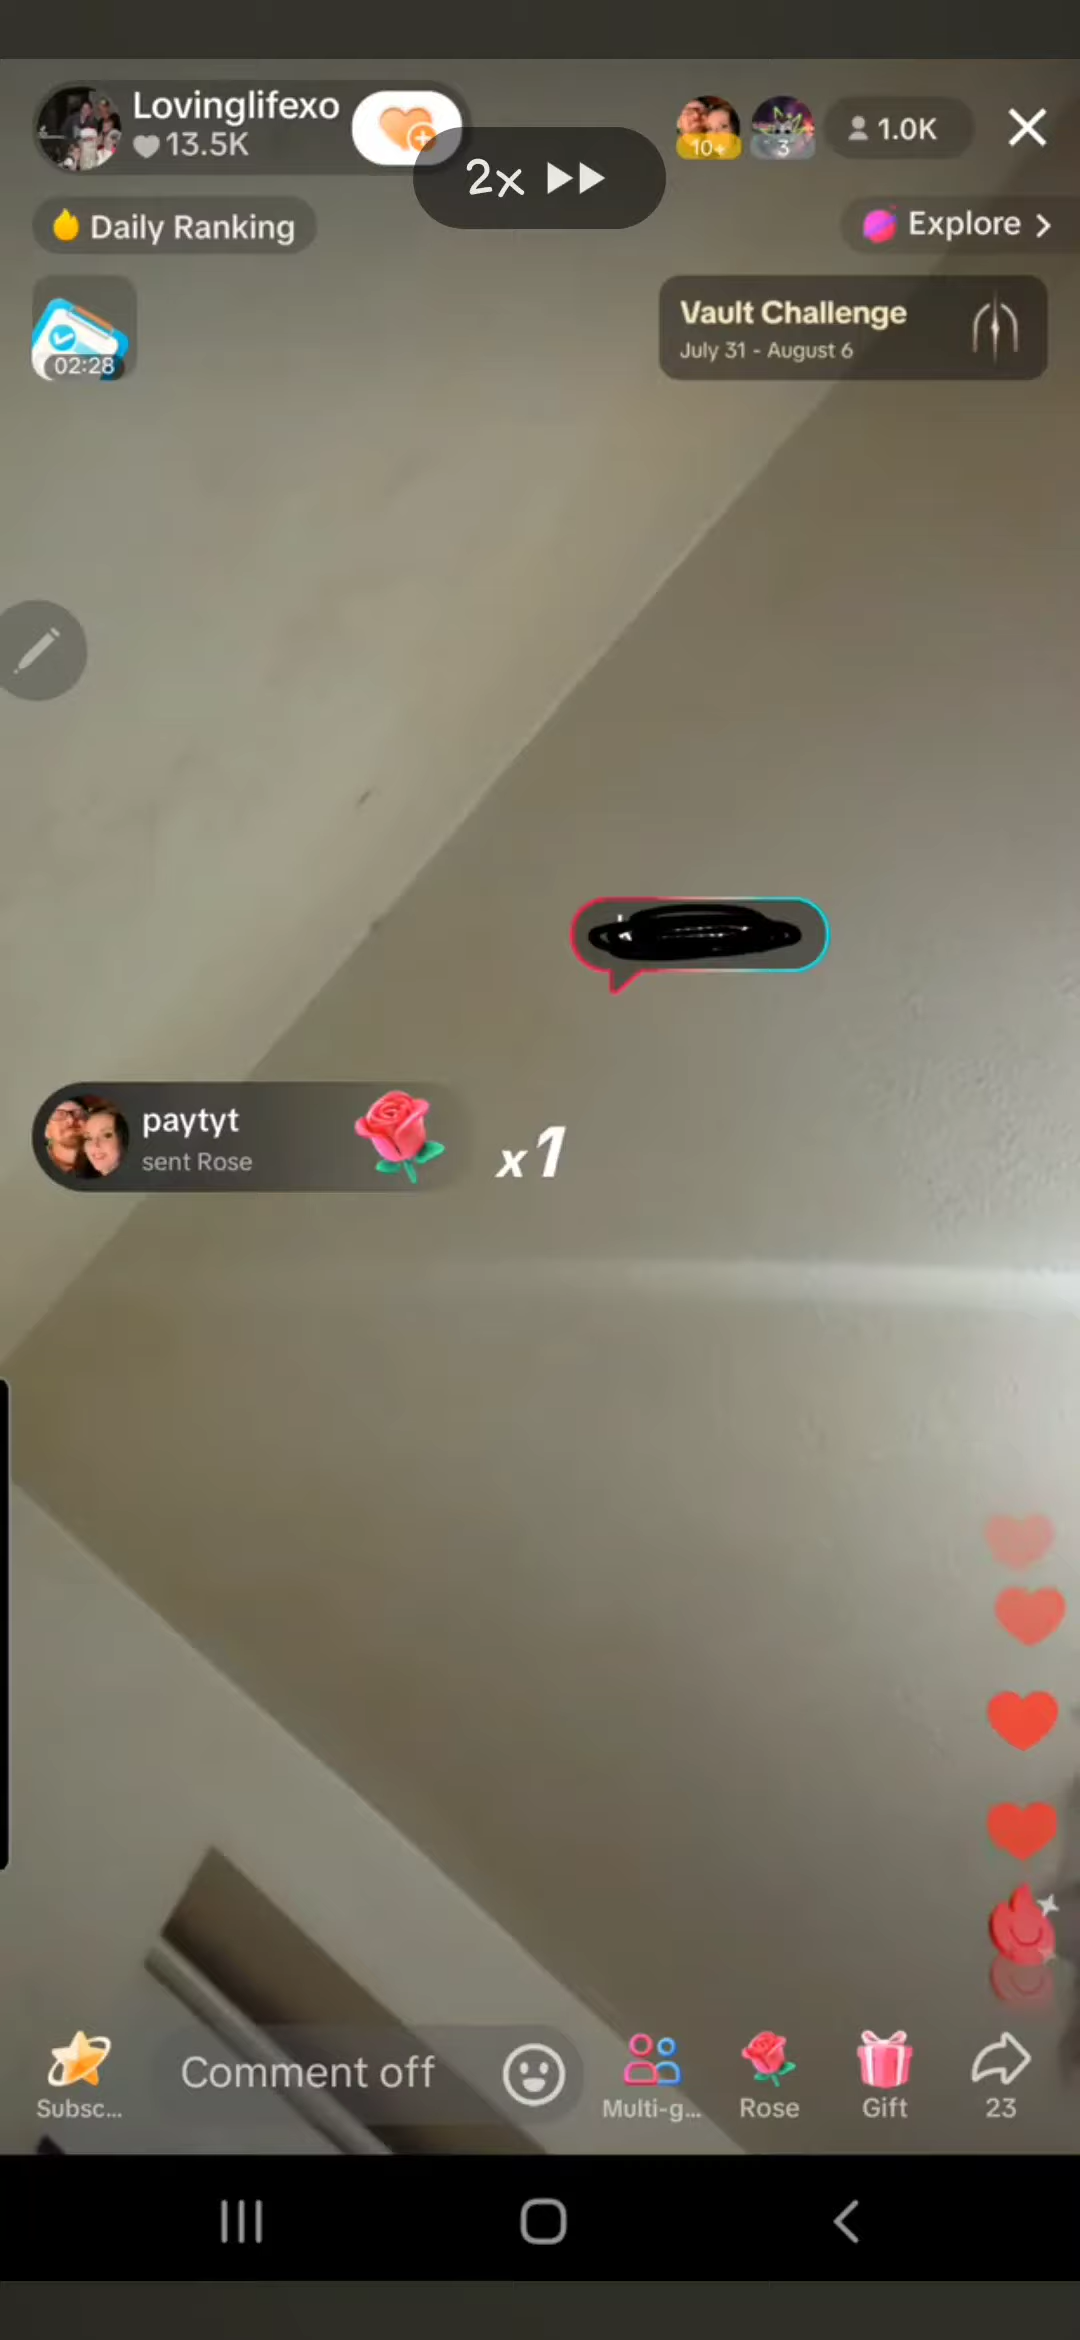 Lovinglifexo
13.5K
10+
3
1.0K
2x
Daily Ranking
Explore
02:28
Vault Challenge
July 31 - August 6
paytyt
sent Rose
x1
Subsc...
Comment off
Multi-g...
Rose
Gift
23